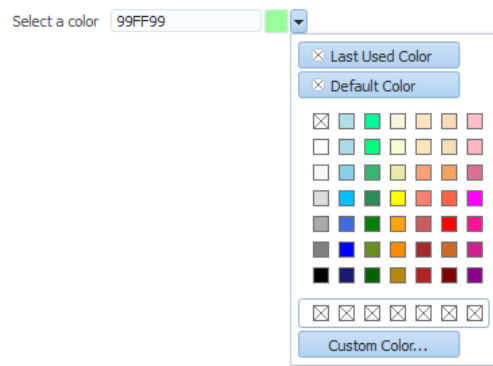 Select a color 99FF99
Last Used Color
Default Color
Custom Color...